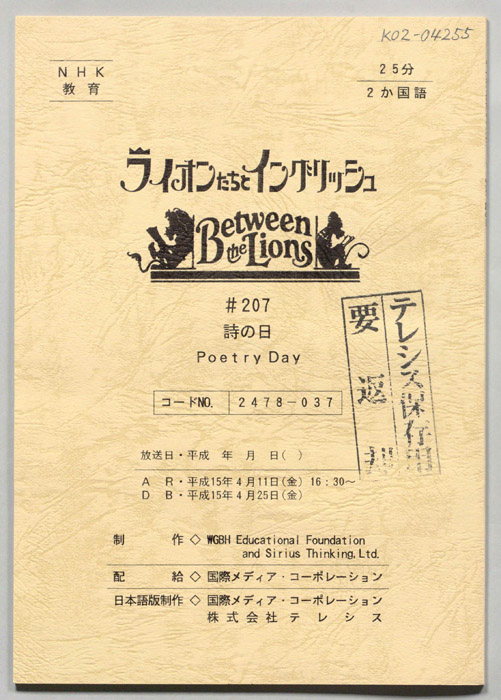 K02-04255
NHK
教育
25分
2か国語
ライオンたちとイングリッシュ
Between
the Lions
#207
詩の日
Poetry Day
コードNO. 2478-037
テレシス保存用
要返却
放送日・平成 年 月 日( )
A R・平成15年4月11日(金) 16:30~
D B・平成15年4月25日(金)
制作◇WGBH Educational Foundation
and Sirius Thinking, Ltd.
配給◇国際メディア・コーポレーション
日本語版制作◇国際メディア・コーポレーション
株式会社テレシス